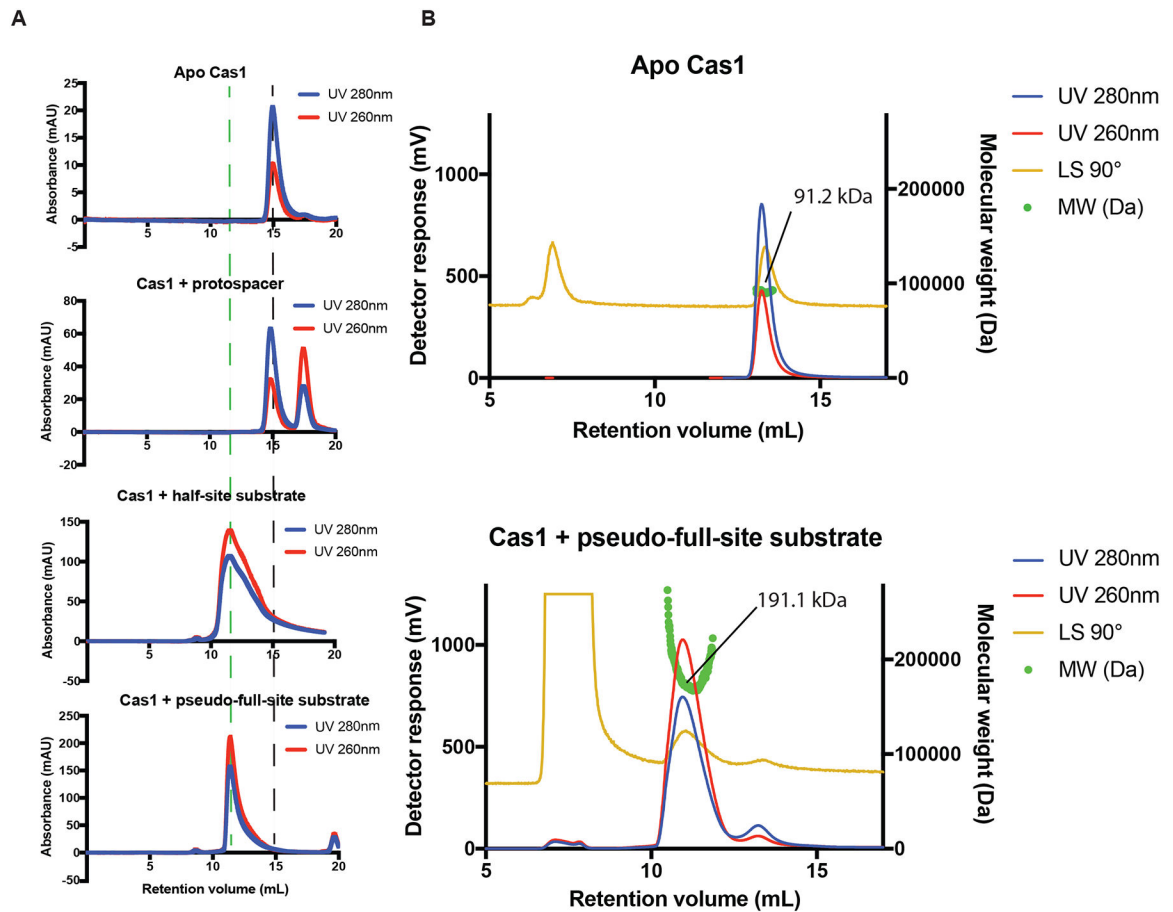 A
Apo Cas1
UV 280nm
UV 260nm
Absorbance (mAU)
25
20
15
10
5
0
-5
5
10
15
20
Cas1 + protospacer
UV 280nm
UV 260nm
Absorbance (mAU)
80
60
40
20
0
-20
5
10
15
20
Cas1 + half-site substrate
UV 280nm
UV 260nm
Absorbance (mAU)
150
100
50
0
-50
5
10
15
20
Cas1 + pseudo-full-site substrate
UV 280nm
UV 260nm
Absorbance (mAU)
250
200
150
100
50
0
-50
5
10
15
20
Retention volume (mL)
B
Apo Cas1
UV 280nm
UV 260nm
LS 90°
MW (Da)
91.2 kDa
Detector response (mV)
1000
500
0
Molecular weight (Da)
200000
100000
0
5
10
15
Retention volume (mL)
Cas1 + pseudo-full-site substrate
UV 280nm
UV 260nm
LS 90°
MW (Da)
191.1 kDa
Detector response (mV)
1000
500
0
Molecular weight (Da)
200000
100000
0
5
10
15
Retention volume (mL)